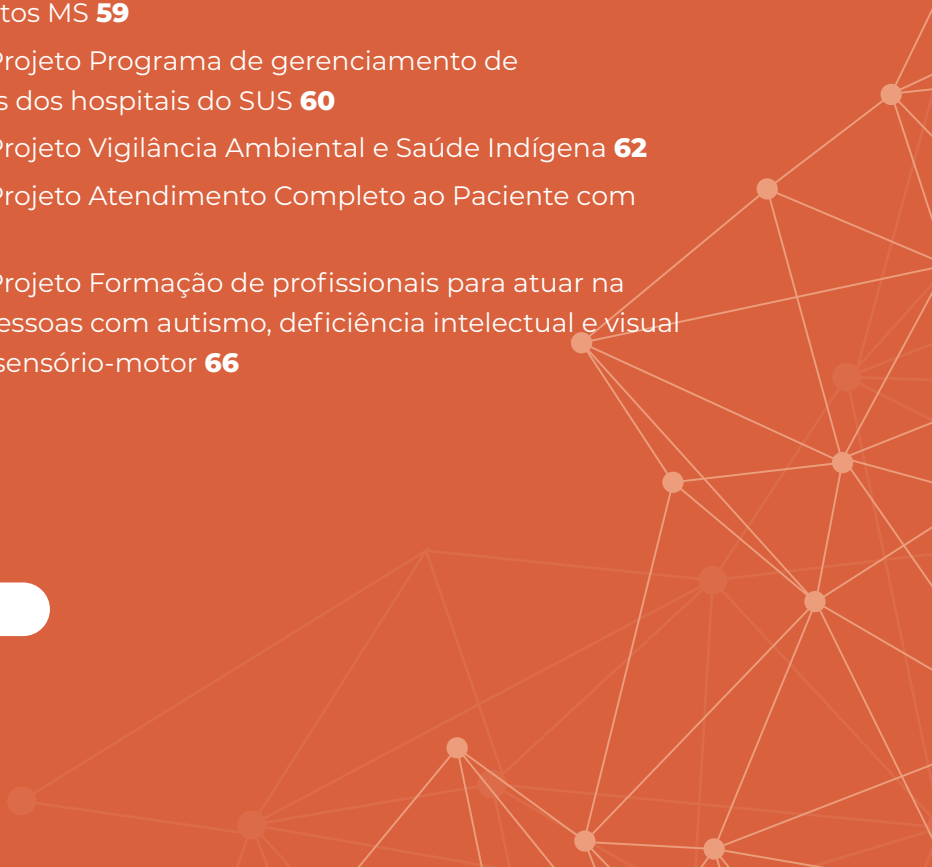 tos MS 59
Projeto Programa de gerenciamento de
s dos hospitais do SUS 60
Projeto Vigilância Ambiental e Saúde Indígena 62
Projeto Atendimento Completo ao Paciente com
Projeto Formação de profissionais para atuar na
essoas com autismo, deficiência intelectual e visual
sensório-motor 66